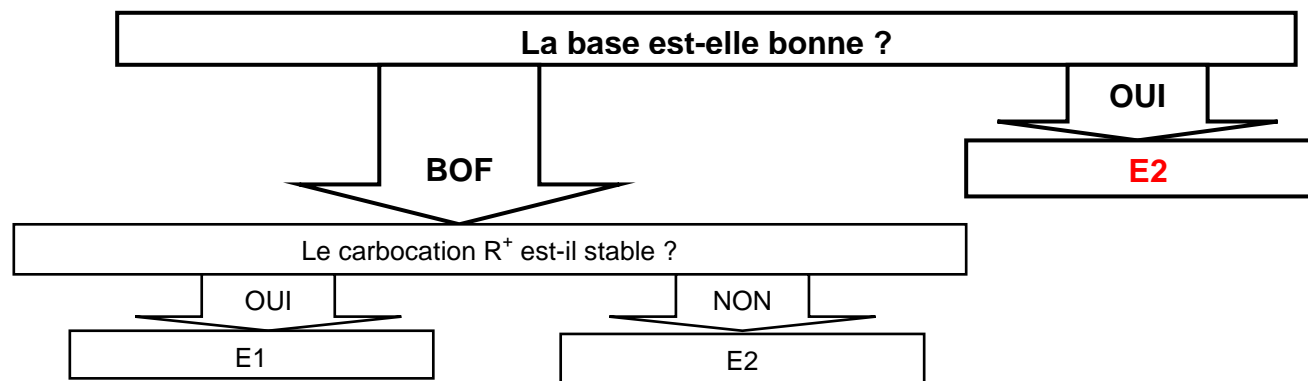 La base est-elle bonne ?
OUI
BOF
E2
Le carbocation R⁺ est-il stable ?
OUI
NON
E1
E2